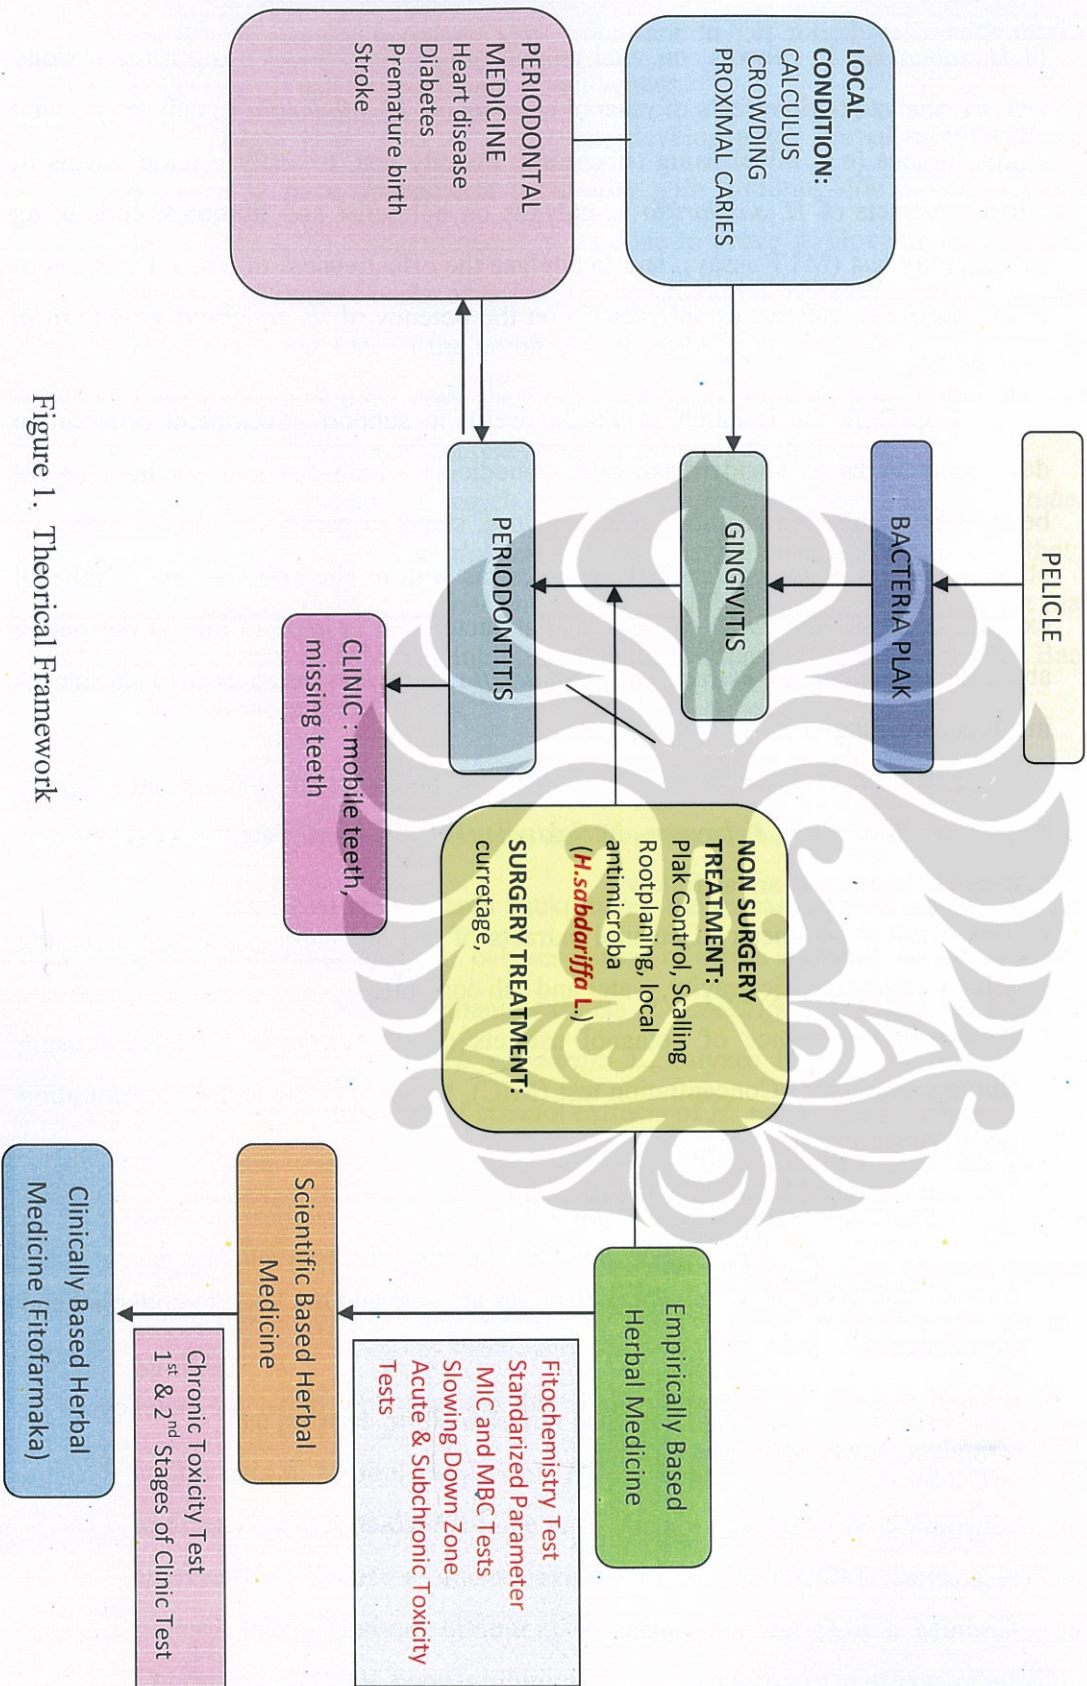 PELICLE
BACTERIA PLAK
LOCAL
CONDITION:
CALCULUS
CROWDING
PROXIMAL CARIES
GINGIVITIS
NON SURGERY
TREATMENT:
Plak Control, Scalling
Rootplaning, local
antimicroba
(H.sabdariffa L.)
SURGERY TREATMENT:
curretage,
Empirically Based
Herbal Medicine
PERIODONTAL
MEDICINE
Heart disease
Diabetes
Premature birth
Stroke
PERIODONTITIS
Fitochemistry Test
Standarized Parameter
MIC and MBC Tests
Slowing Down Zone
Acute & Subchronic Toxicity
Tests
CLINIC : mobile teeth,
missing teeth
Scientific Based Herbal
Medicine
Chronic Toxicity Test
1st & 2nd Stages of Clinic Test
Clinically Based Herbal
Medicine (Fitofarmaka)
Figure 1. Theorical Framework